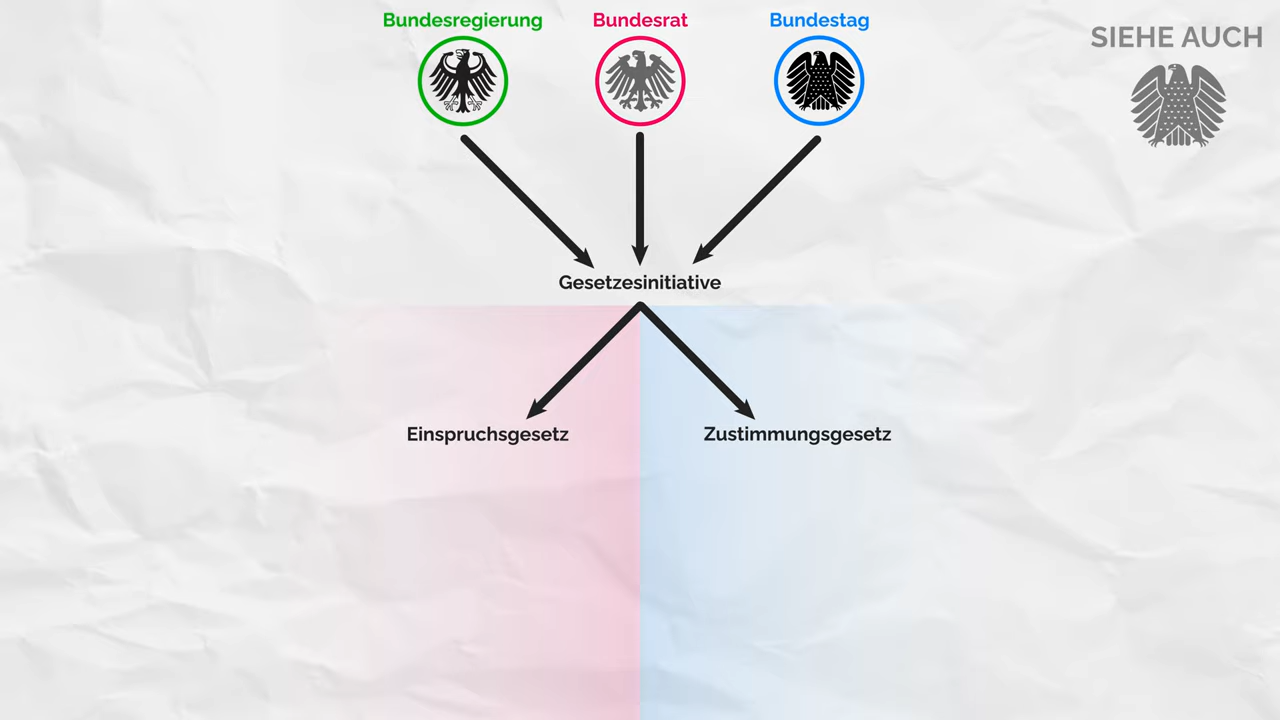 Bundesregierung
Bundesrat
Bundestag
SIEHE AUCH
Gesetzesinitiative
Einspruchsgesetz
Zustimmungsgesetz